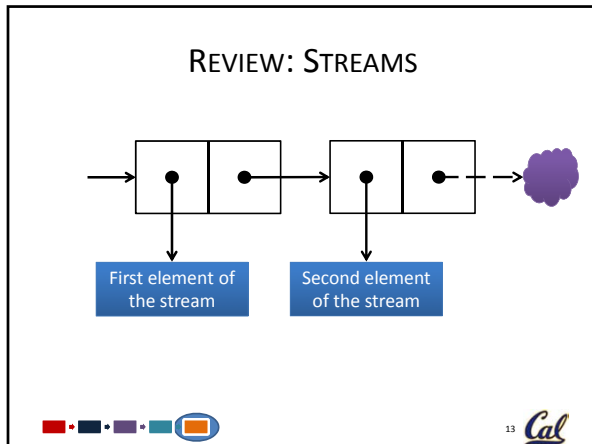 REVIEW: STREAMS
First element of
the stream
Second element
of the stream
13 Cal